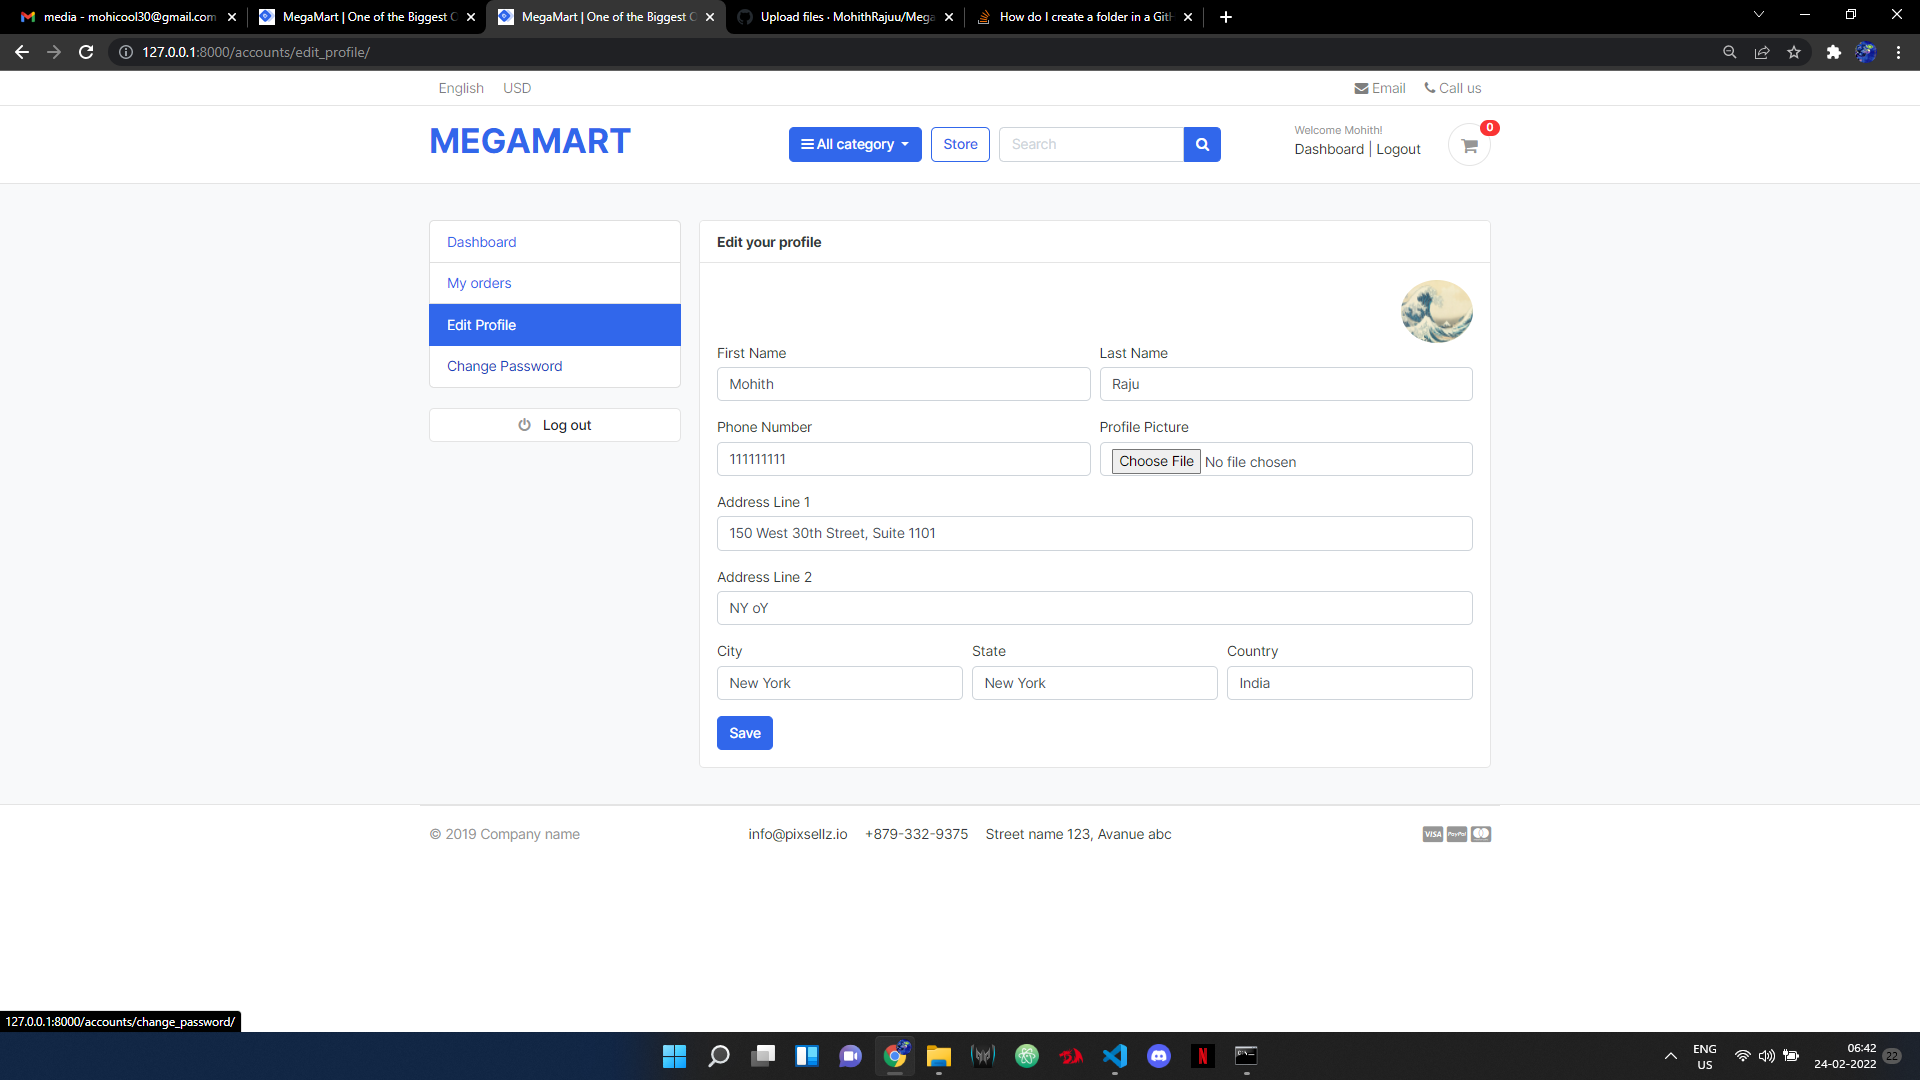 media - mohicool30@gmail.com
MegaMart | One of the Biggest O
MegaMart | One of the Biggest O
Upload files · MohithRajuu/Mega
How do I create a folder in a Gith
127.0.0.1:8000/accounts/edit_profile/
English USD
Email Call us
MEGAMART
All category
Store
Search
Welcome Mohith!
Dashboard | Logout
0
Dashboard
My orders
Edit Profile
Change Password
Log out
Edit your profile
First Name
Last Name
Mohith
Raju
Phone Number
Profile Picture
111111111
Choose File No file chosen
Address Line 1
150 West 30th Street, Suite 1101
Address Line 2
NY oY
City
State
Country
New York
New York
India
Save
© 2019 Company name
info@pixsellz.io +879-332-9375 Street name 123, Avanue abc
VISA PayPal
127.0.0.1:8000/accounts/change_password/
N
ENG
US
06:42
24-02-2022
22